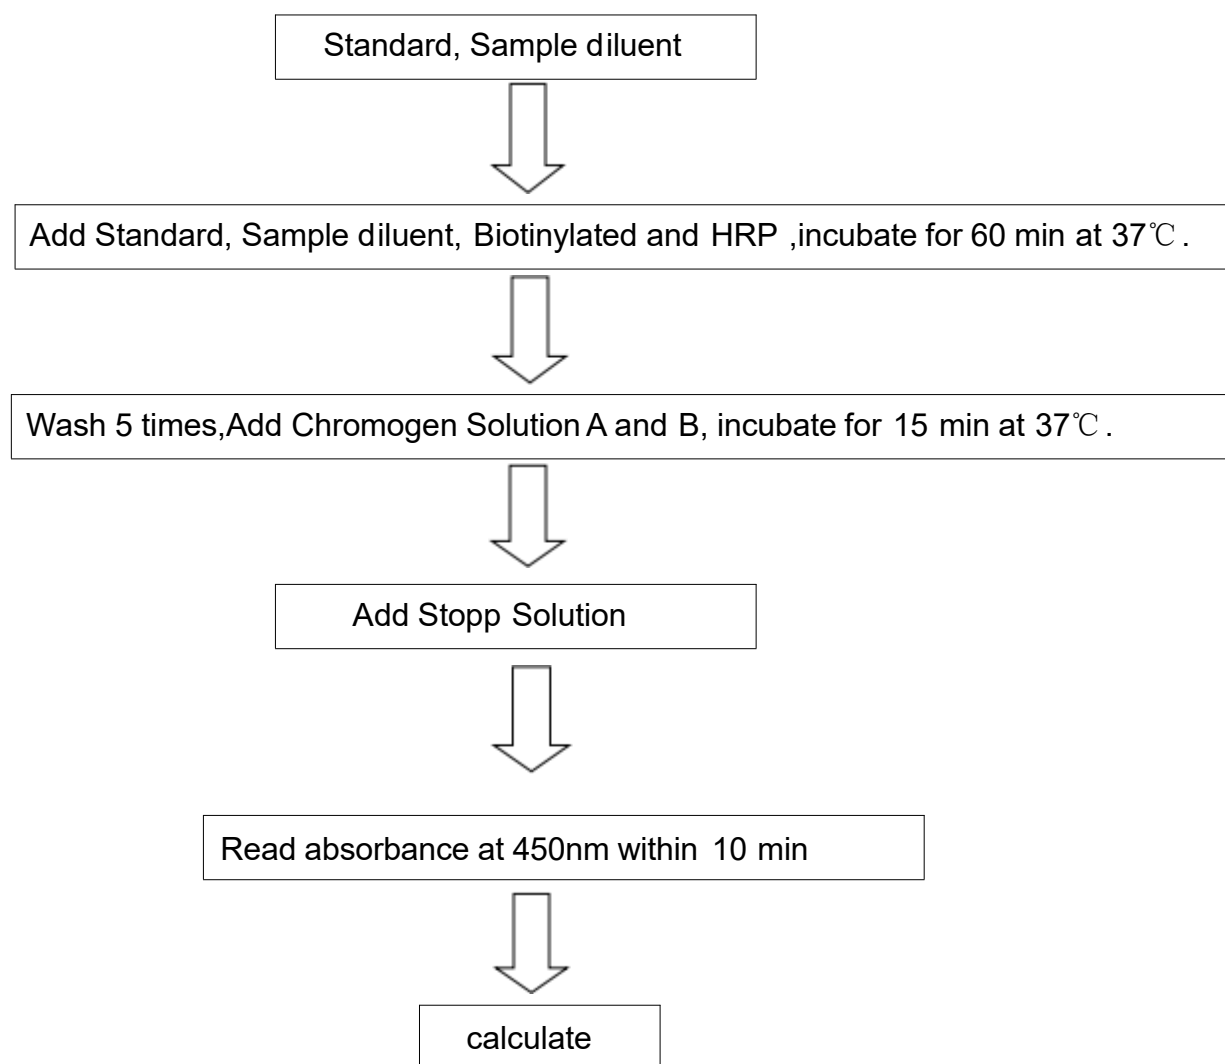 Standard, Sample diluent
Add Standard, Sample diluent, Biotinylated and HRP ,incubate for 60 min at 37℃.
Wash 5 times,Add Chromogen Solution A and B, incubate for 15 min at 37℃.
Add Stopp Solution
Read absorbance at 450nm within 10 min
calculate